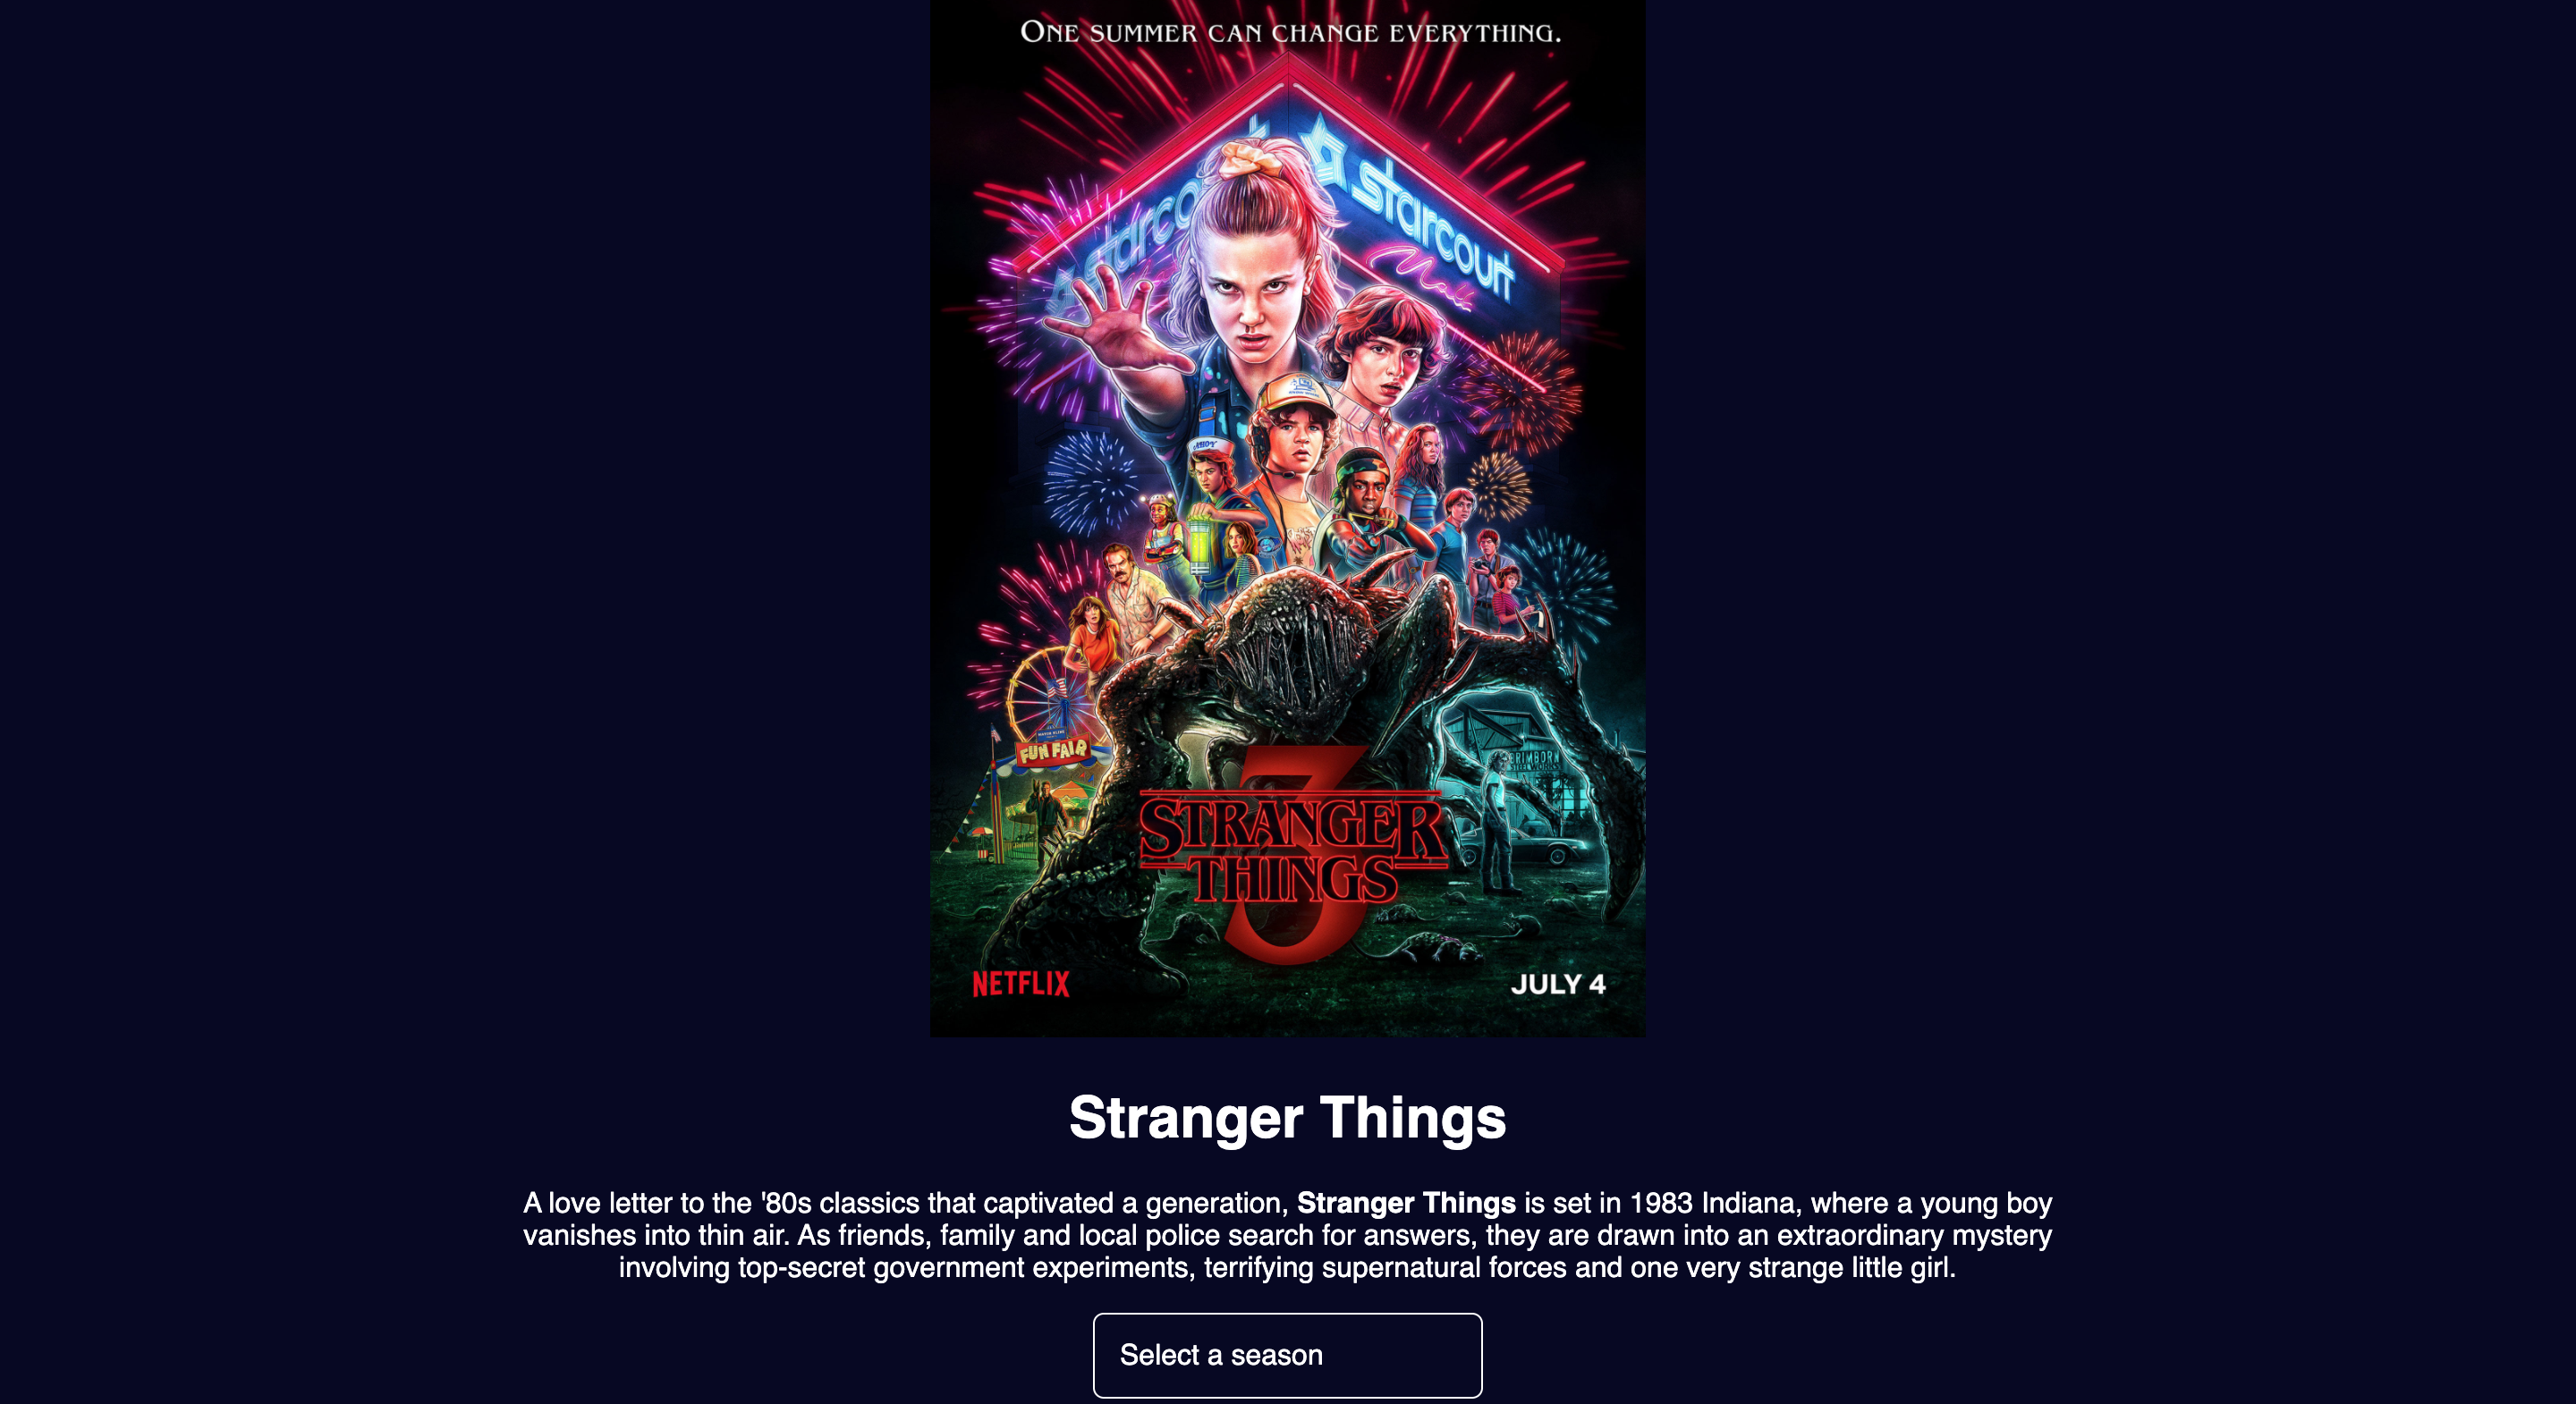 One summer can change everything.
starco
starcourt
Mall
AHOY
FUN FAIR
STEELWORKS
3
STRANGER
THINGS
NETFLIX
JULY 4
Stranger Things
A love letter to the '80s classics that captivated a generation, Stranger Things is set in 1983 Indiana, where a young boy
vanishes into thin air. As friends, family and local police search for answers, they are drawn into an extraordinary mystery
involving top-secret government experiments, terrifying supernatural forces and one very strange little girl.
Select a season